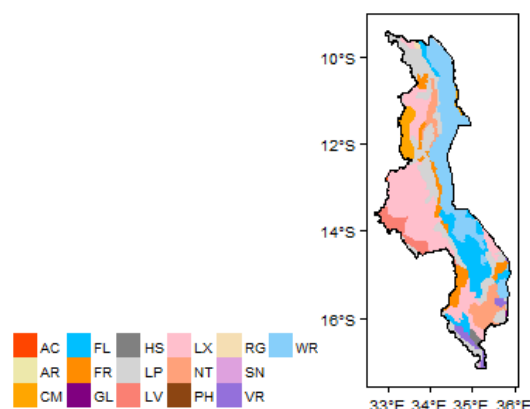 10°S
12°S
14°S
16°S
AC FL HS LX RG WR
AR FR LP NT SN
CM GL LV PH VR
33°E 34°E 35°E 36°E